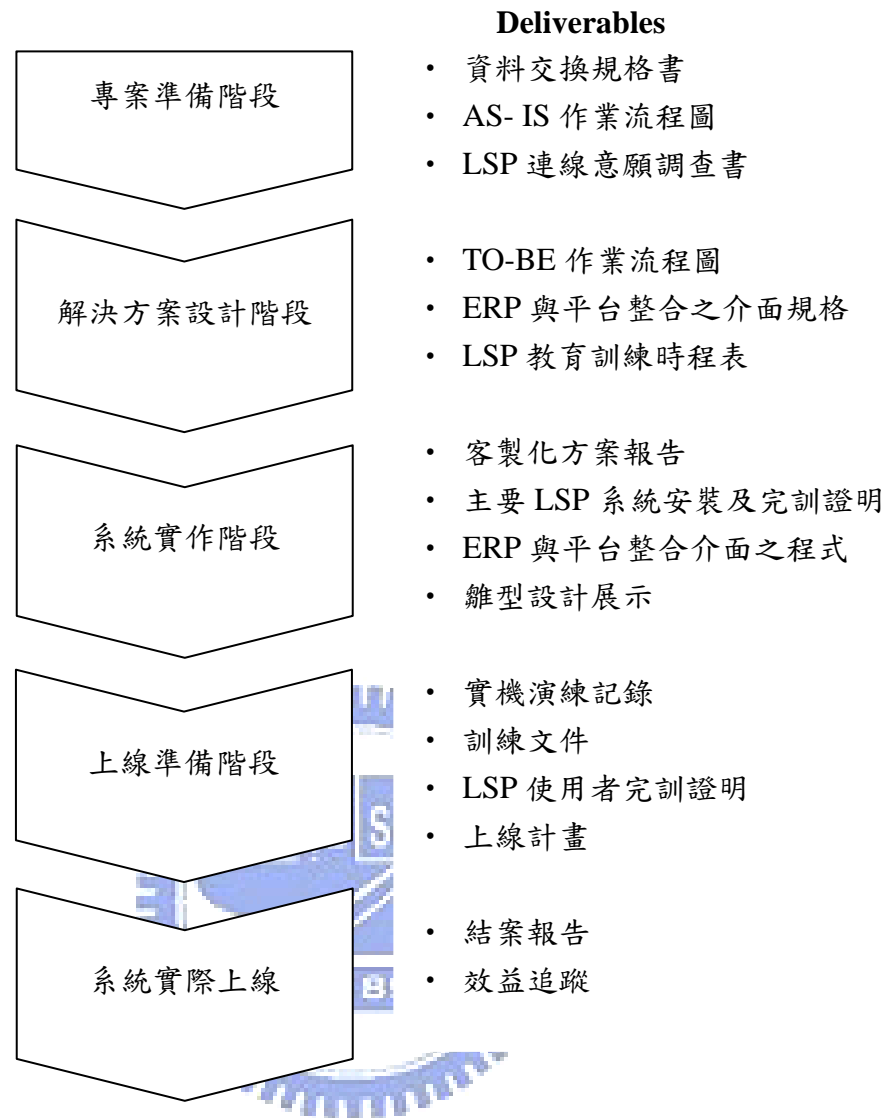 Deliverables
專案準備階段
• 資料交換規格書
• AS- IS 作業流程圖
• LSP 連線意願調查書
解決方案設計階段
• TO-BE 作業流程圖
• ERP 與平台整合之介面規格
• LSP 教育訓練時程表
系統實作階段
• 客製化方案報告
• 主要 LSP 系統安裝及完訓證明
• ERP 與平台整合介面之程式
• 雛型設計展示
上線準備階段
• 實機演練記錄
• 訓練文件
• LSP 使用者完訓證明
• 上線計畫
系統實際上線
• 結案報告
• 效益追蹤
S